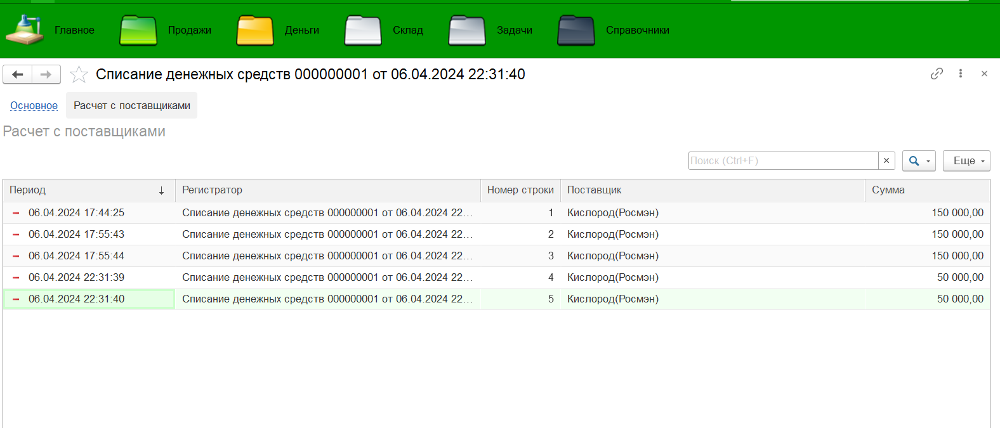 Главное Продажи Деньги Склад Задачи Справочники
Списание денежных средств 000000001 от 06.04.2024 22:31:40
Основное Расчет с поставщиками
Расчет с поставщиками
Поиск (Ctrl+F) × Еще
Период ↓ Регистратор Номер строки Поставщик Сумма
06.04.2024 17:44:25 Списание денежных средств 000000001 от 06.04.2024 22... 1 Кислород(Росмэн) 150 000,00
06.04.2024 17:55:43 Списание денежных средств 000000001 от 06.04.2024 22... 2 Кислород(Росмэн) 150 000,00
06.04.2024 17:55:44 Списание денежных средств 000000001 от 06.04.2024 22... 3 Кислород(Росмэн) 150 000,00
06.04.2024 22:31:39 Списание денежных средств 000000001 от 06.04.2024 22... 4 Кислород(Росмэн) 50 000,00
06.04.2024 22:31:40 Списание денежных средств 000000001 от 06.04.2024 22... 5 Кислород(Росмэн) 50 000,00